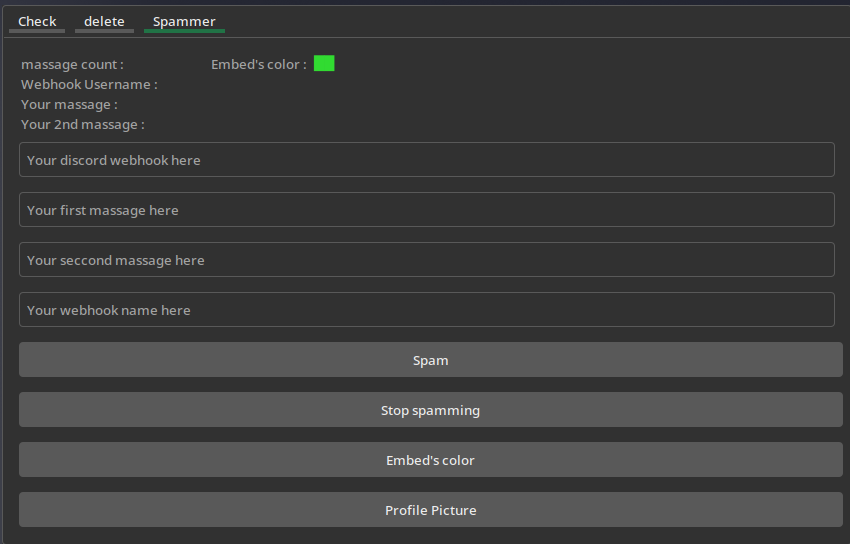 Check delete Spammer
massage count : Embed's color :
Webhook Username :
Your massage :
Your 2nd massage :
Your discord webhook here
Your first massage here
Your seccond massage here
Your webhook name here
Spam
Stop spamming
Embed's color
Profile Picture